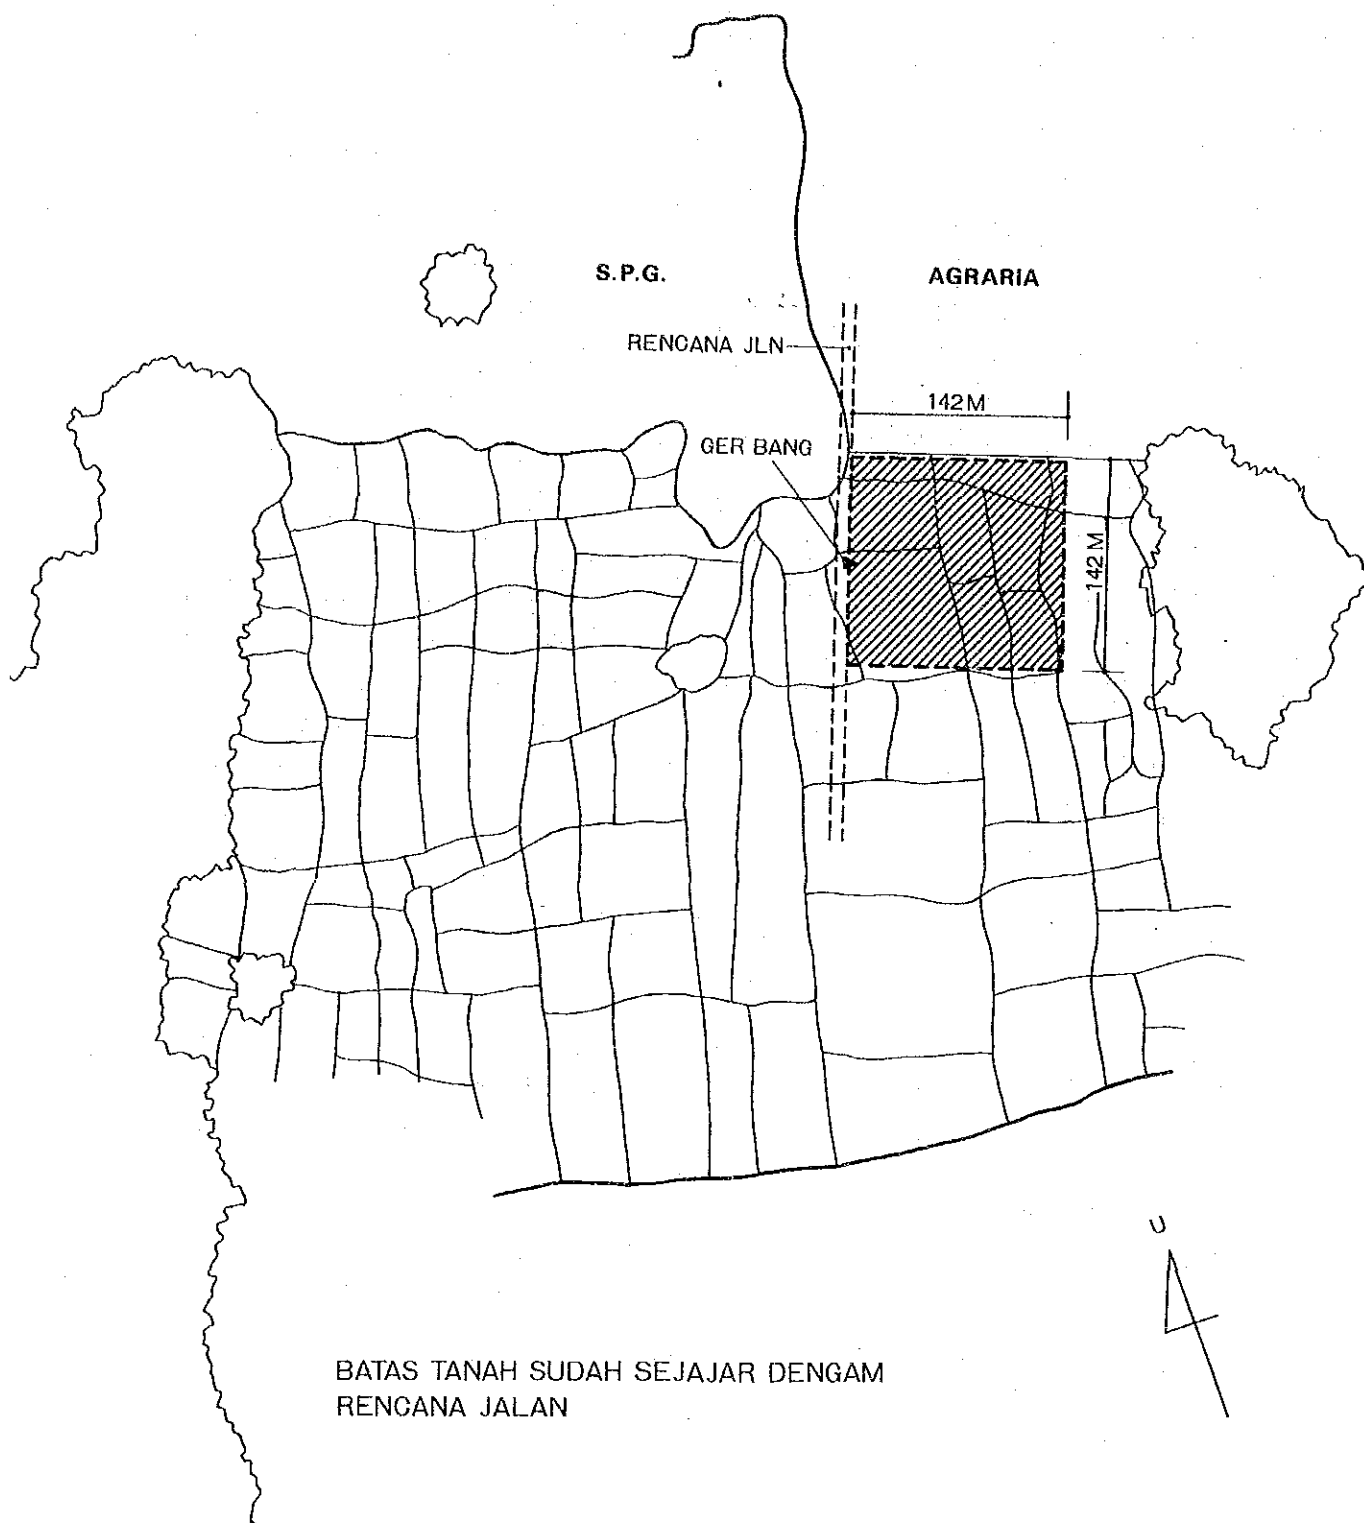 S.P.G.
AGRARIA
RENCANA JLN
142 M
GER BANG
142 M
U
BATAS TANAH SUDAH SEJAJAR DENGAM
RENCANA JALAN